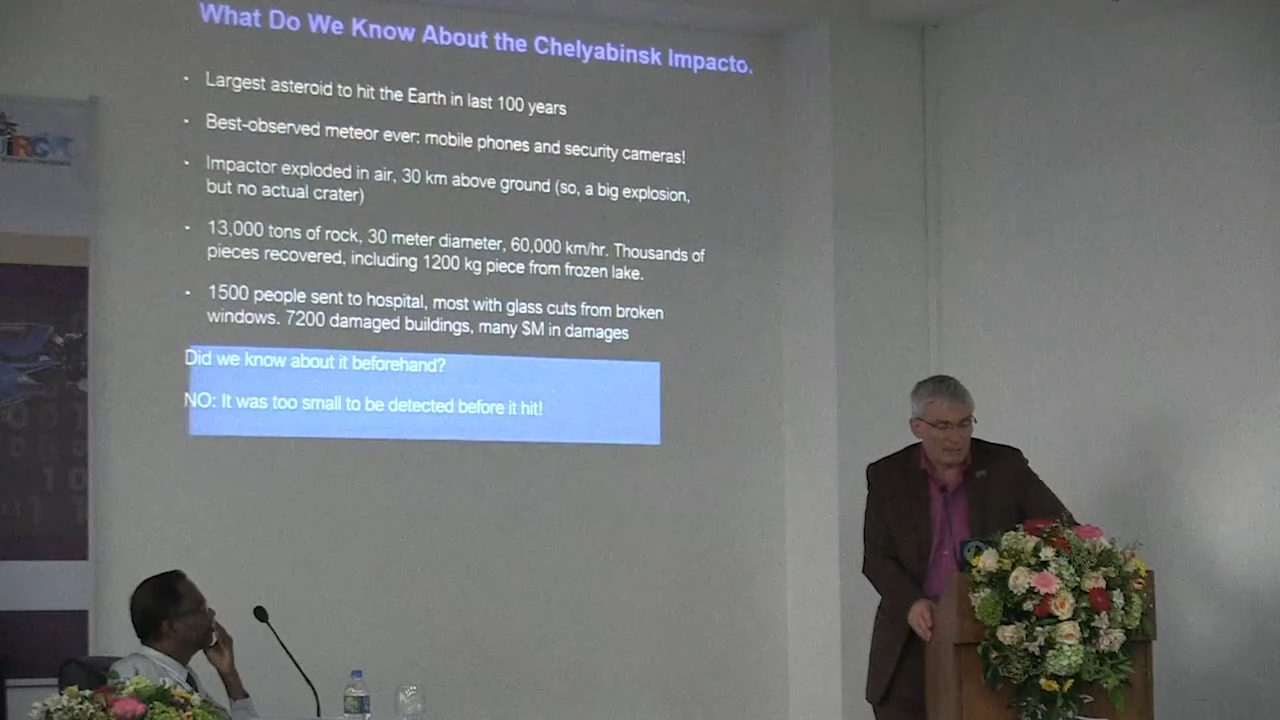 What Do We Know About the Chelyabinsk Impacto.
• Largest asteroid to hit the Earth in last 100 years
• Best-observed meteor ever: mobile phones and security cameras!
• Impactor exploded in air, 30 km above ground (so, a big explosion,
but no actual crater)
• 13,000 tons of rock, 30 meter diameter, 60,000 km/hr. Thousands of
pieces recovered, including 1200 kg piece from frozen lake.
• 1500 people sent to hospital, most with glass cuts from broken
windows. 7200 damaged buildings, many $M in damages
Did we know about it beforehand?
NO: It was too small to be detected before it hit!